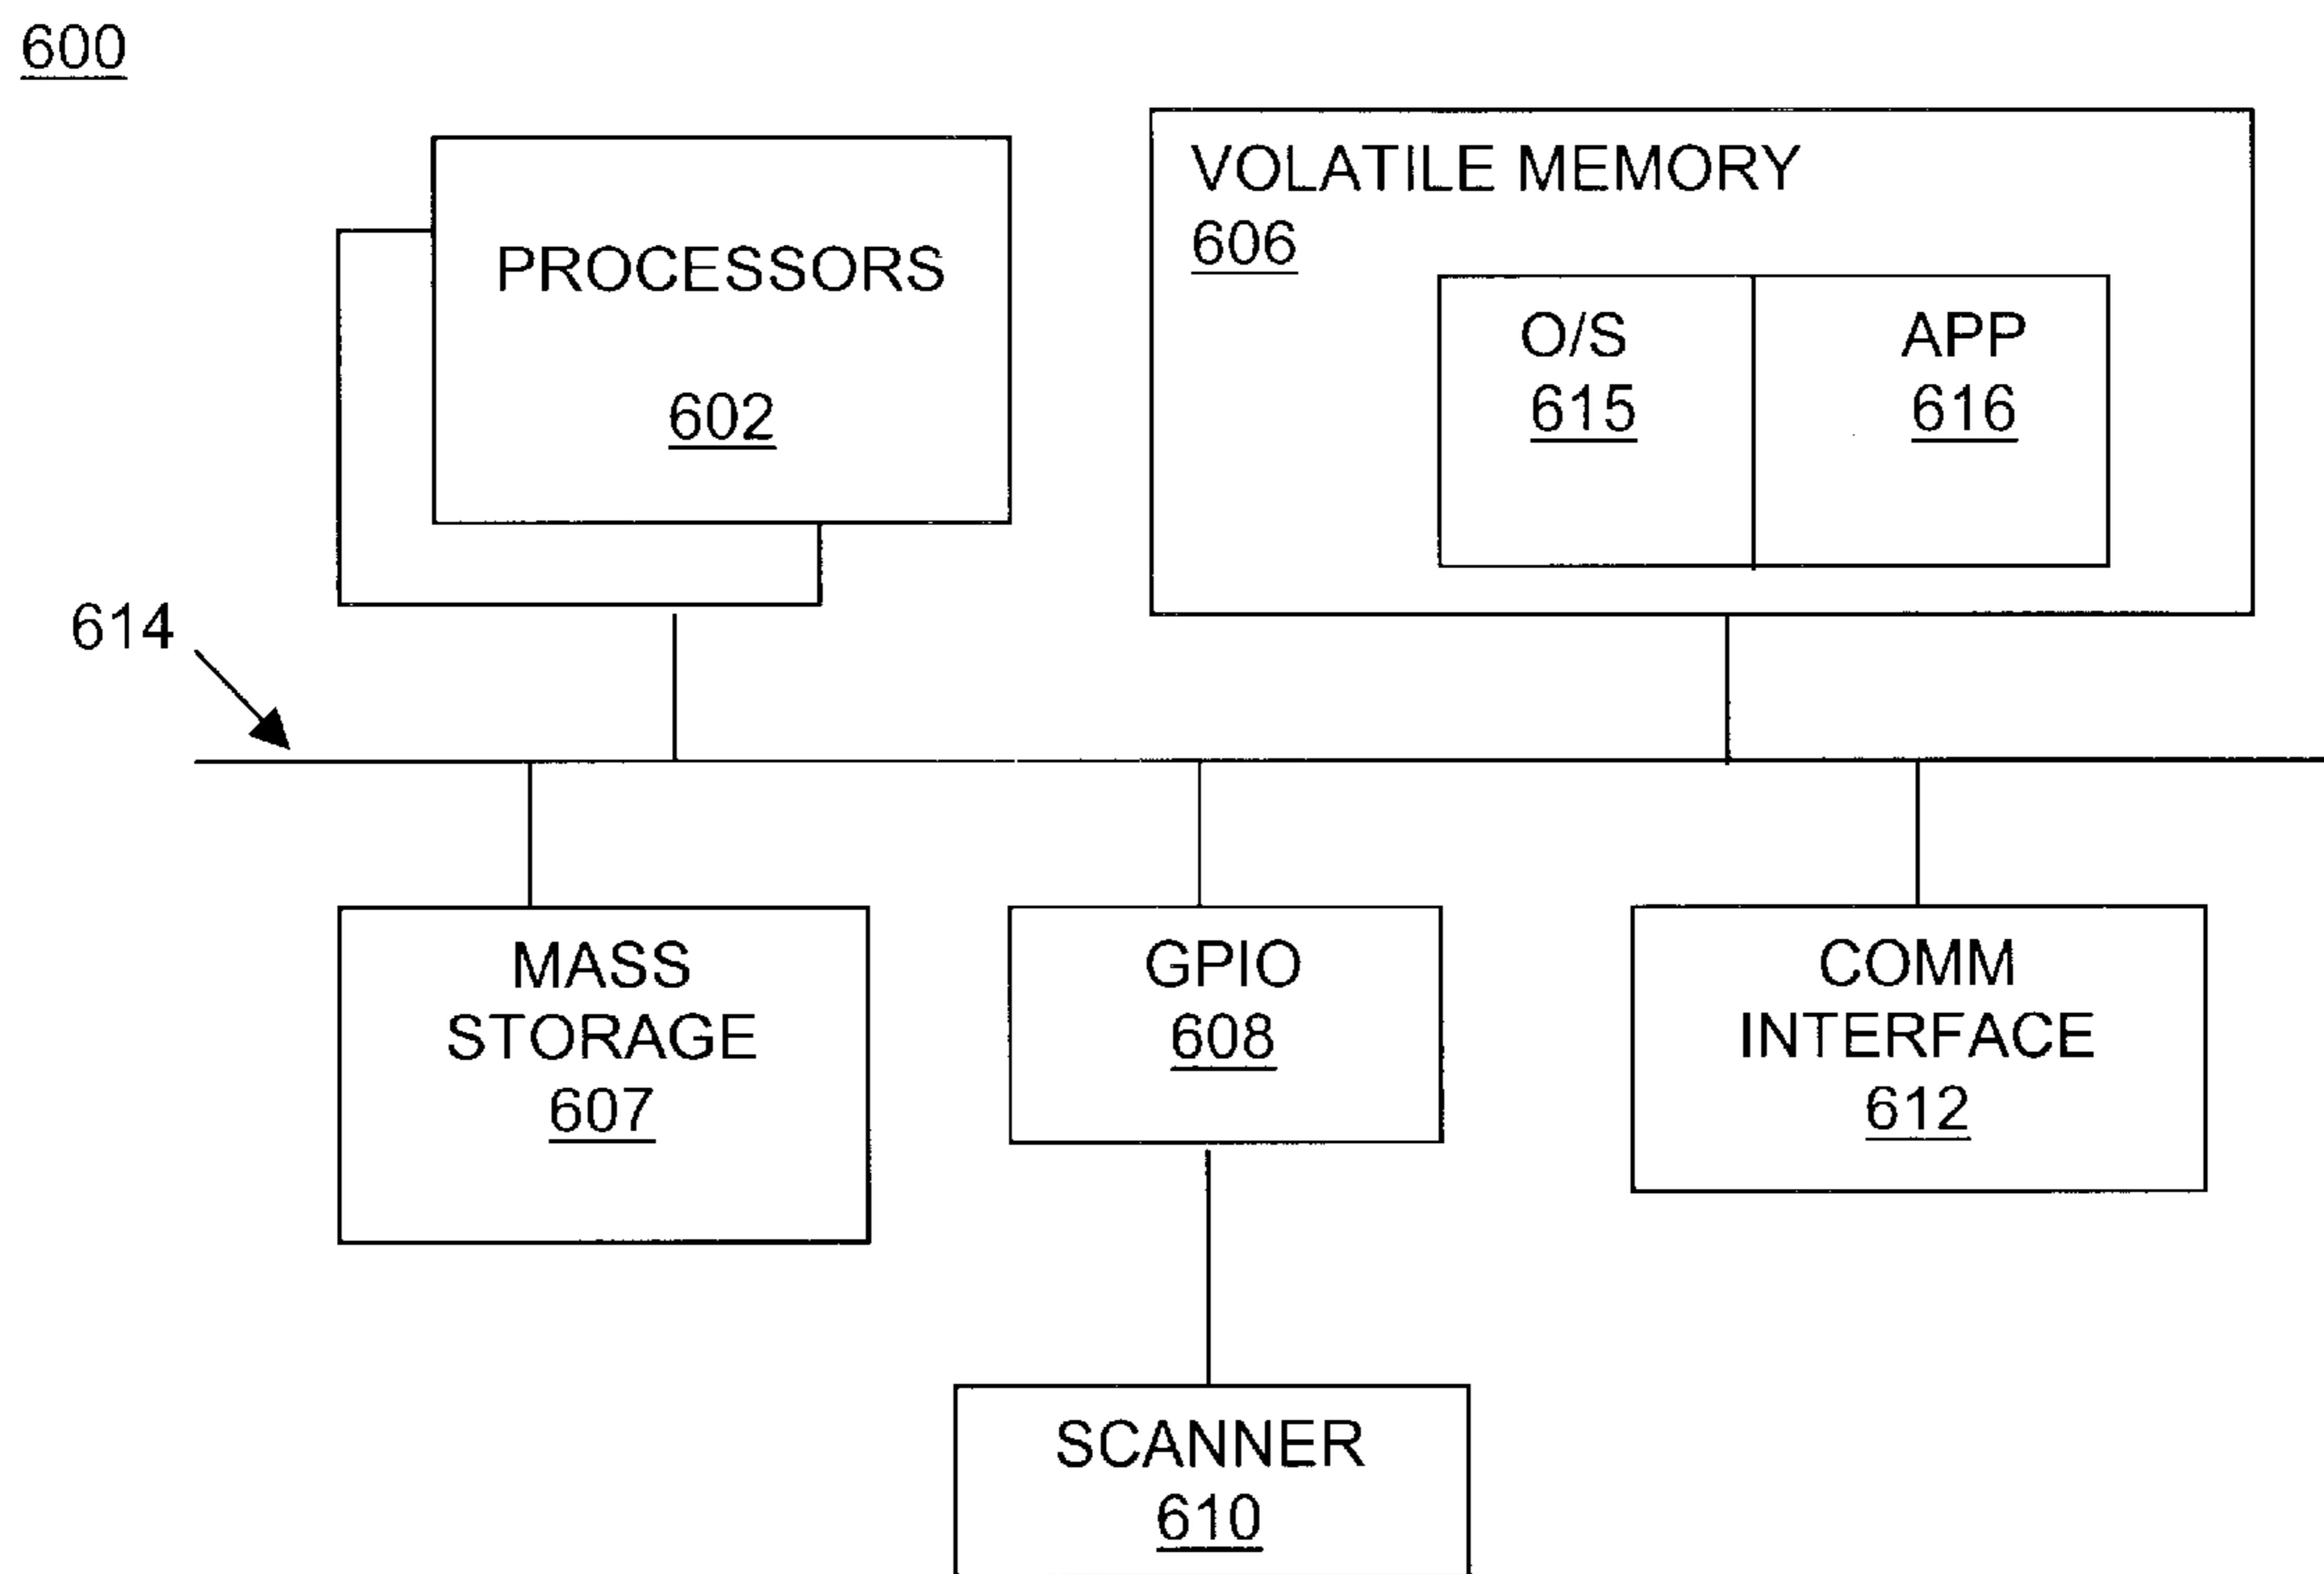 600
PROCESSORS
602
VOLATILE MEMORY
606
O/S
615
APP
616
614
MASS
STORAGE
607
GPIO
608
COMM
INTERFACE
612
SCANNER
610